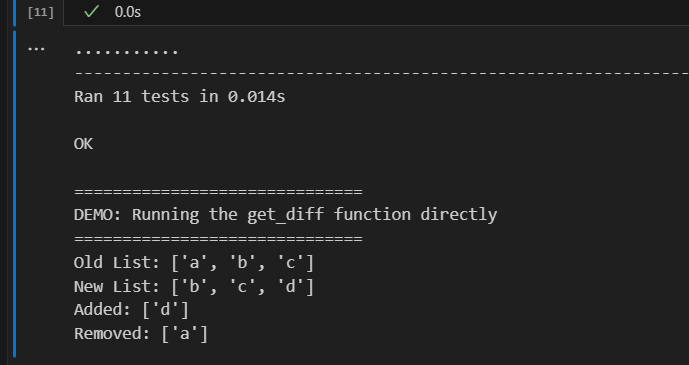 [11] ✓ 0.0s
... ...........
----------------------------------------------------------------------
Ran 11 tests in 0.014s
OK
==============================
DEMO: Running the get_diff function directly
==============================
Old List: ['a', 'b', 'c']
New List: ['b', 'c', 'd']
Added: ['d']
Removed: ['a']